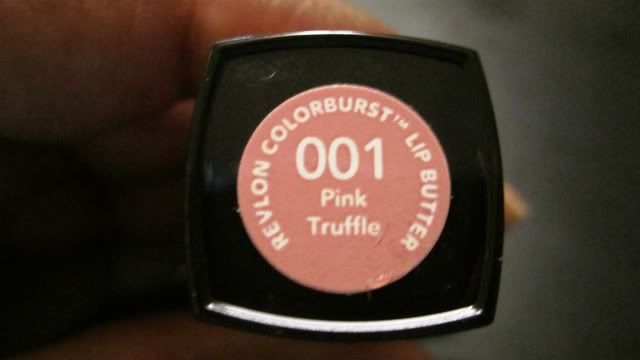 REVLON COLORBURST™ LIP BUTTER
001
Pink
Truffle